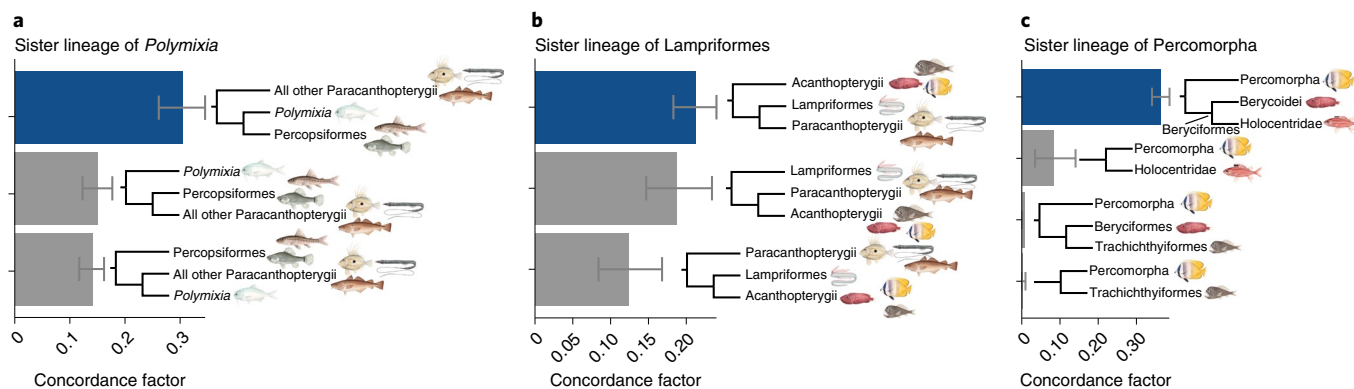 a
Sister lineage of Polymixia
All other Paracanthopterygii
Polymixia
Percopsiformes
Polymixia
Percopsiformes
All other Paracanthopterygii
Percopsiformes
All other Paracanthopterygii
Polymixia
0
0.1
0.2
0.3
Concordance factor
b
Sister lineage of Lampriformes
Acanthopterygii
Lampriformes
Paracanthopterygii
Lampriformes
Paracanthopterygii
Acanthopterygii
Paracanthopterygii
Lampriformes
Acanthopterygii
0
0.05
0.10
0.15
0.20
Concordance factor
c
Sister lineage of Percomorpha
Percomorpha
Berycoidei
Holocentridae
Beryciformes
Percomorpha
Holocentridae
Percomorpha
Beryciformes
Trachichthyiformes
Percomorpha
Trachichthyiformes
0
0.10
0.20
0.30
Concordance factor